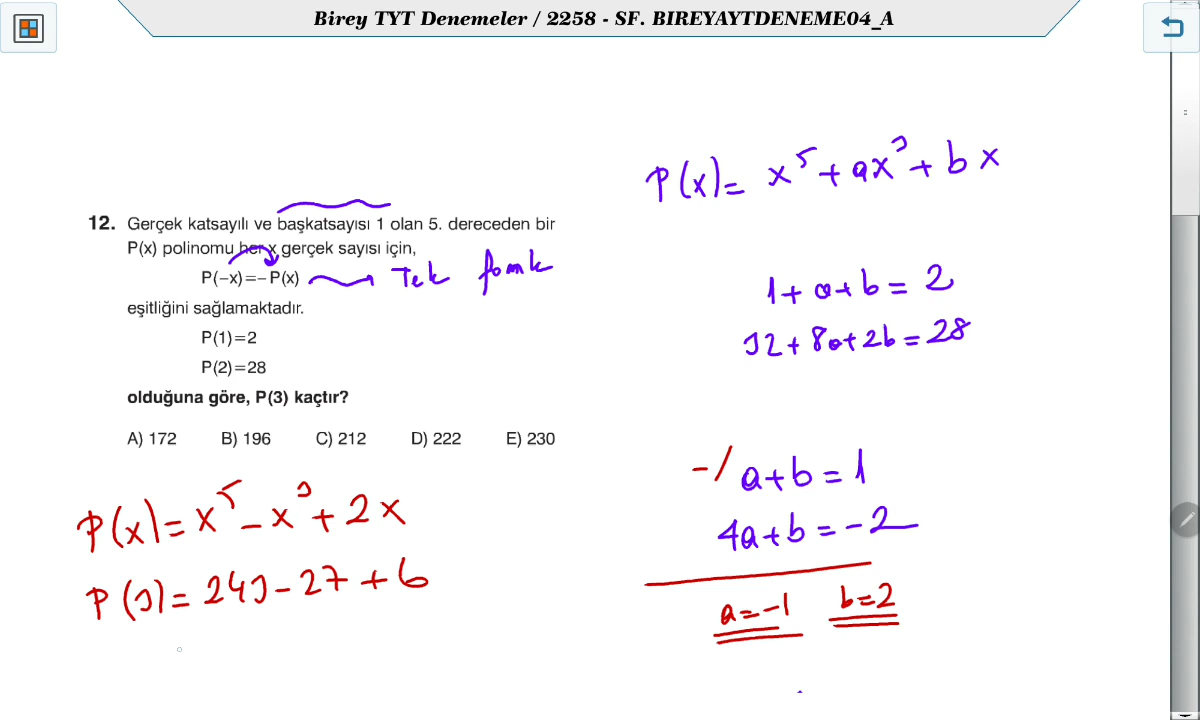 Birey TYT Denemeler / 2258 - SF. BIREYAYTDENEME04_A
12. Gerçek katsayılı ve başkatsayısı 1 olan 5. dereceden bir
P(x) polinomu her x gerçek sayısı için,
P(−x)=−P(x)
Tek fonk
eşitliğini sağlamaktadır.
P(1)=2
P(2)=28
olduğuna göre, P(3) kaçtır?
A) 172 B) 196 C) 212 D) 222 E) 230
P(x)= x⁵ - x³ + 2x
P(3)= 243 - 27 + 6
P(x)= x⁵ + ax³ + bx
1 + a + b = 2
32 + 8a + 2b = 28
-/ a+b = 1
4a+b = -2
a=-1 b=2